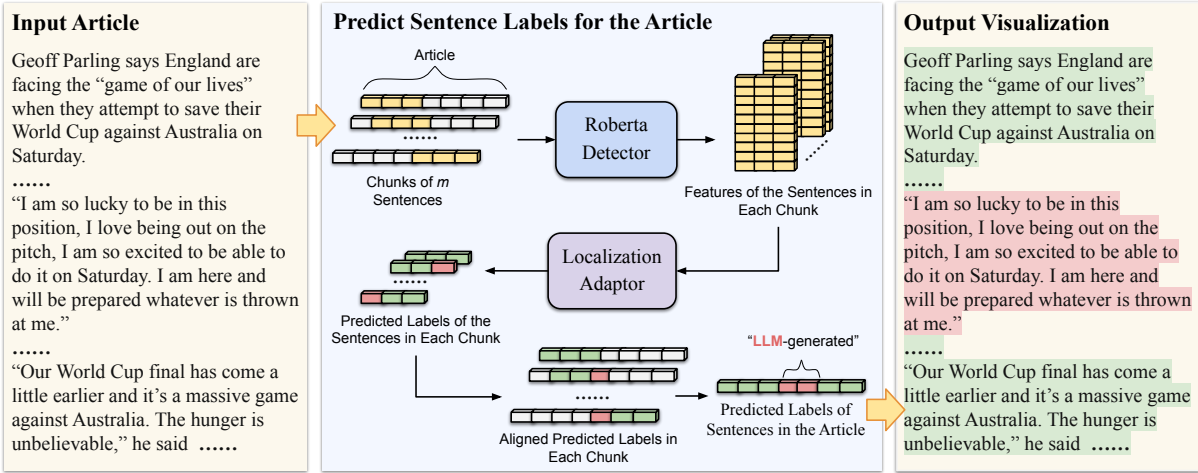 Input Article
Geoff Parling says England are
facing the “game of our lives”
when they attempt to save their
World Cup against Australia on
Saturday.
......
“I am so lucky to be in this
position, I love being out on the
pitch, I am so excited to be able to
do it on Saturday. I am here and
will be prepared whatever is thrown
at me.”
......
“Our World Cup final has come a
little earlier and it’s a massive game
against Australia. The hunger is
unbelievable,” he said ......
Predict Sentence Labels for the Article
Article
......
Chunks of m
Sentences
Roberta
Detector
......
Features of the Sentences in
Each Chunk
Localization
Adaptor
......
Predicted Labels of the
Sentences in Each Chunk
......
Aligned Predicted Labels in
Each Chunk
“LLM-generated”
Predicted Labels of
Sentences in the Article
Output Visualization
Geoff Parling says England are
facing the “game of our lives”
when they attempt to save their
World Cup against Australia on
Saturday.
......
“I am so lucky to be in this
position, I love being out on the
pitch, I am so excited to be able to
do it on Saturday. I am here and
will be prepared whatever is thrown
at me.”
......
“Our World Cup final has come a
little earlier and it’s a massive game
against Australia. The hunger is
unbelievable,” he said ......